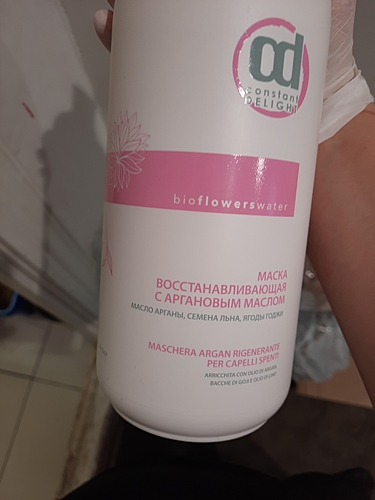 cd
constant
DELIGHT
bioflowerswater
МАСКА
ВОССТАНАВЛИВАЮЩАЯ
С АРГАНОВЫМ МАСЛОМ
МАСЛО АРГАНЫ, СЕМЕНА ЛЬНА, ЯГОДЫ ГОДЖИ
MASCHERA ARGAN RIGENERANTE
PER CAPELLI SPENTI
ARRICCHITA CON OLIO DI ARGAN,
BACCHE DI GOJI E OLIO DI LINO